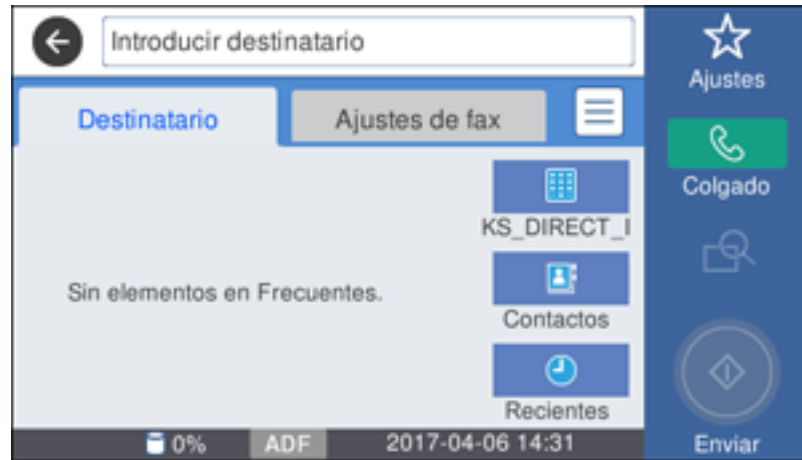 Introducir destinatario
Ajustes
Destinatario
Ajustes de fax
Colgado
KS_DIRECT_I
Sin elementos en Frecuentes.
Contactos
Recientes
0%
ADF
2017-04-06 14:31
Enviar